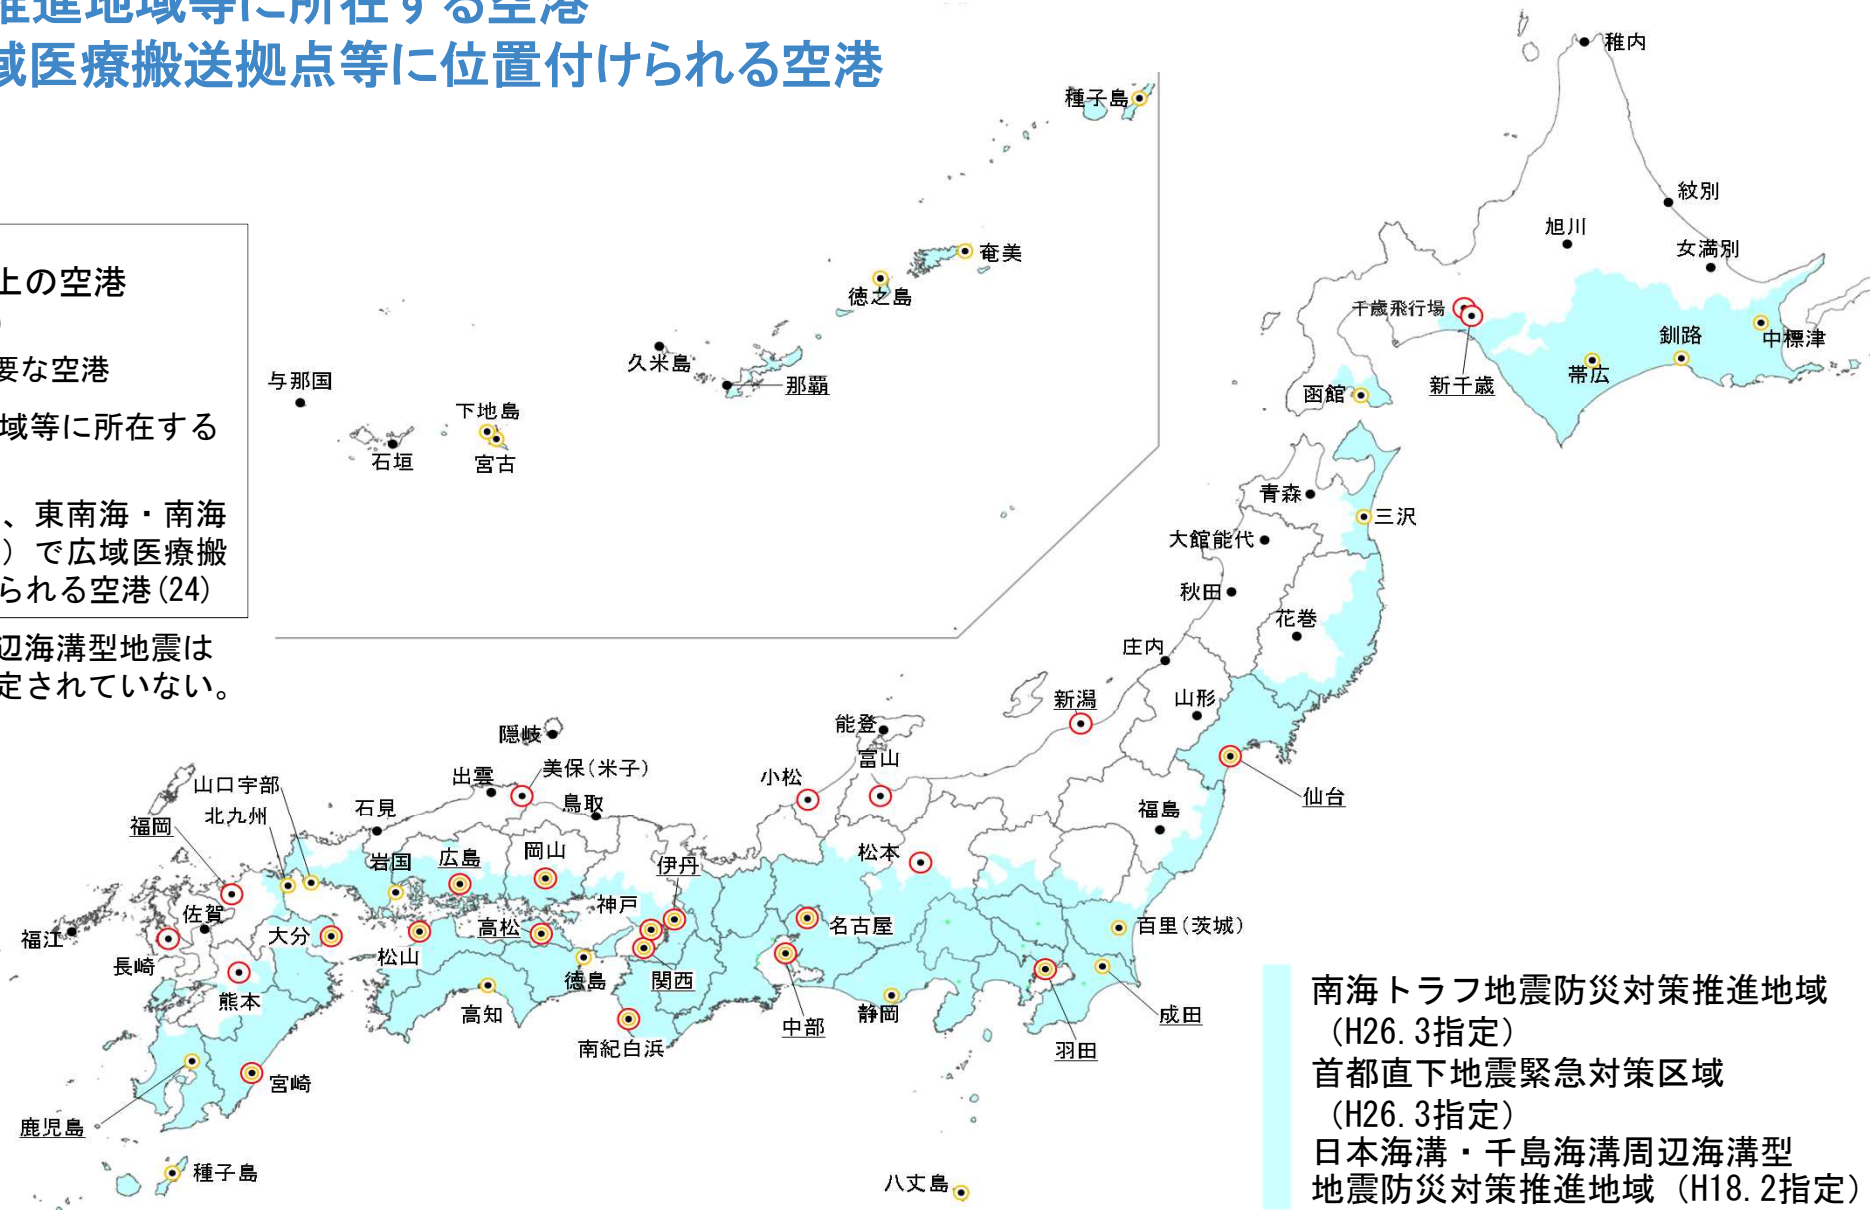 推進地域等に所在する空港
域医療搬送拠点等に位置付けられる空港
上の空港
）
要な空港
域等に所在する
、東南海・南海
）で広域医療搬
られる空港(24)
辺海溝型地震は
定されていない。
種子島
奄美
徳之島
久米島
那覇
与那国
下地島
石垣
宮古
稚内
紋別
旭川
女満別
千歳飛行場
新千歳
釧路
中標津
帯広
函館
青森
三沢
大館能代
秋田
花巻
庄内
新潟
山形
仙台
福島
能登
富山
小松
松本
隠岐
美保(米子)
出雲
鳥取
石見
山口宇部
北九州
福岡
岩国
広島
岡山
伊丹
神戸
名古屋
百里(茨城)
佐賀
福江
長崎
大分
松山
高松
徳島
関西
熊本
高知
南紀白浜
中部
静岡
羽田
成田
宮崎
鹿児島
種子島
八丈島
南海トラフ地震防災対策推進地域
（H26.3指定）
首都直下地震緊急対策区域
（H26.3指定）
日本海溝・千島海溝周辺海溝型
地震防災対策推進地域（H18.2指定）